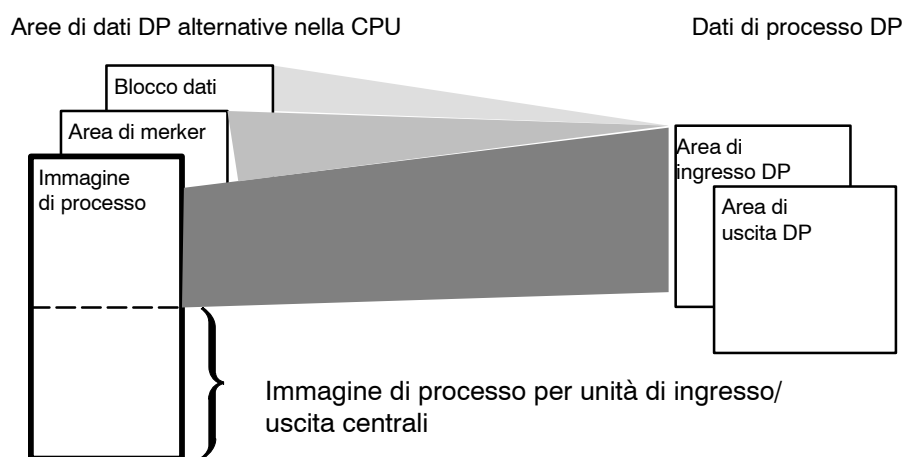 Aree di dati DP alternative nella CPU
Dati di processo DP
Blocco dati
Area di merker
Immagine
di processo
Area di
ingresso DP
Area di
uscita DP
Immagine di processo per unità di ingresso/
uscita centrali